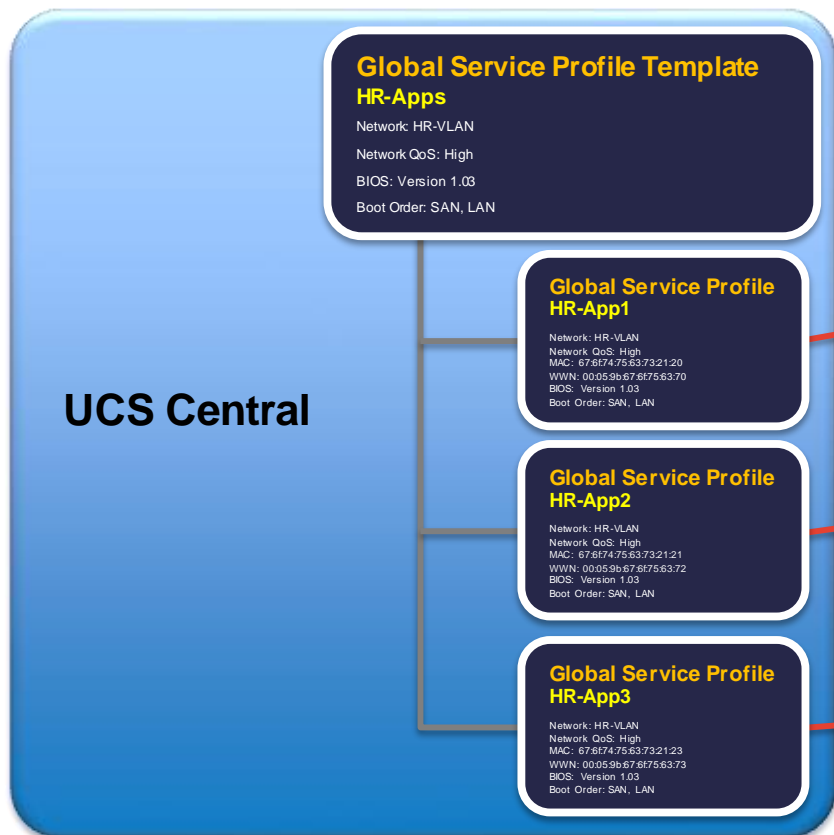 Global Service Profile Template
HR-Apps
Network: HR-VLAN
Network QoS: High
BIOS: Version 1.03
Boot Order: SAN, LAN
Global Service Profile
HR-App1
Network: HR-VLAN
Network QoS: High
MAC: 67:6f:74:75:63:73:21:20
WWN: 00:05:9b:67:6f:75:63:70
BIOS: Version 1.03
Boot Order: SAN, LAN
UCS Central
Global Service Profile
HR-App2
Network: HR-VLAN
Network QoS: High
MAC: 67:6f:74:75:63:73:21:21
WWN: 00:05:9b:67:6f:75:63:72
BIOS: Version 1.03
Boot Order: SAN, LAN
Global Service Profile
HR-App3
Network: HR-VLAN
Network QoS: High
MAC: 67:6f:74:75:63:73:21:23
WWN: 00:05:9b:67:6f:75:63:73
BIOS: Version 1.03
Boot Order: SAN, LAN